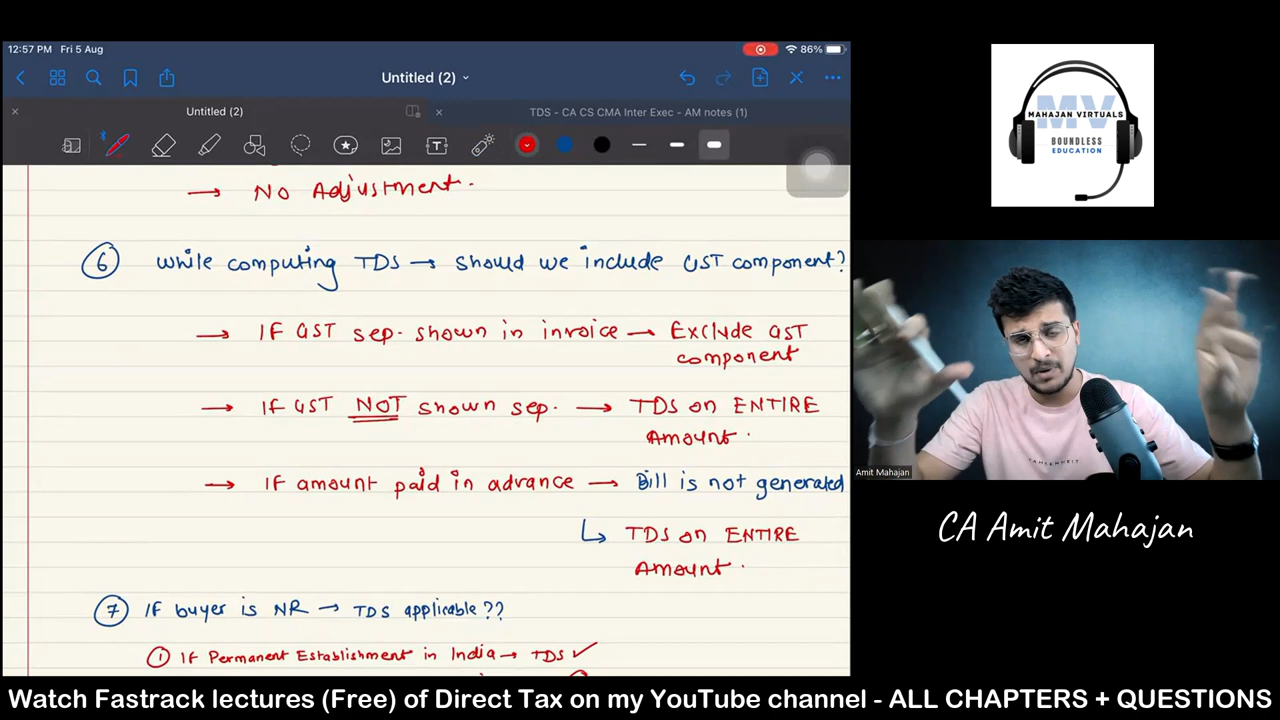 12:57 PM Fri 5 Aug
86%
Untitled (2)
Untitled (2)
TDS - CA CS CMA Inter Exec - AM notes (1)
→ No Adjustment.
6 While computing TDS → should we include GST component?
→ IF GST sep. shown in invoice → Exclude GST
component
→ IF GST NOT shown sep. → TDS on ENTIRE
Amount.
→ If amount paid in advance → Bill is not generated
↳ TDS on ENTIRE
Amount.
7 If buyer is NR → TDS applicable??
1 If Permanent Establishment in India → TDS ✓
MV
MAHAJAN VIRTUALS
BOUNDLESS
EDUCATION
Amit Mahajan
CA Amit Mahajan
Watch Fastrack lectures (Free) of Direct Tax on my YouTube channel - ALL CHAPTERS + QUESTIONS